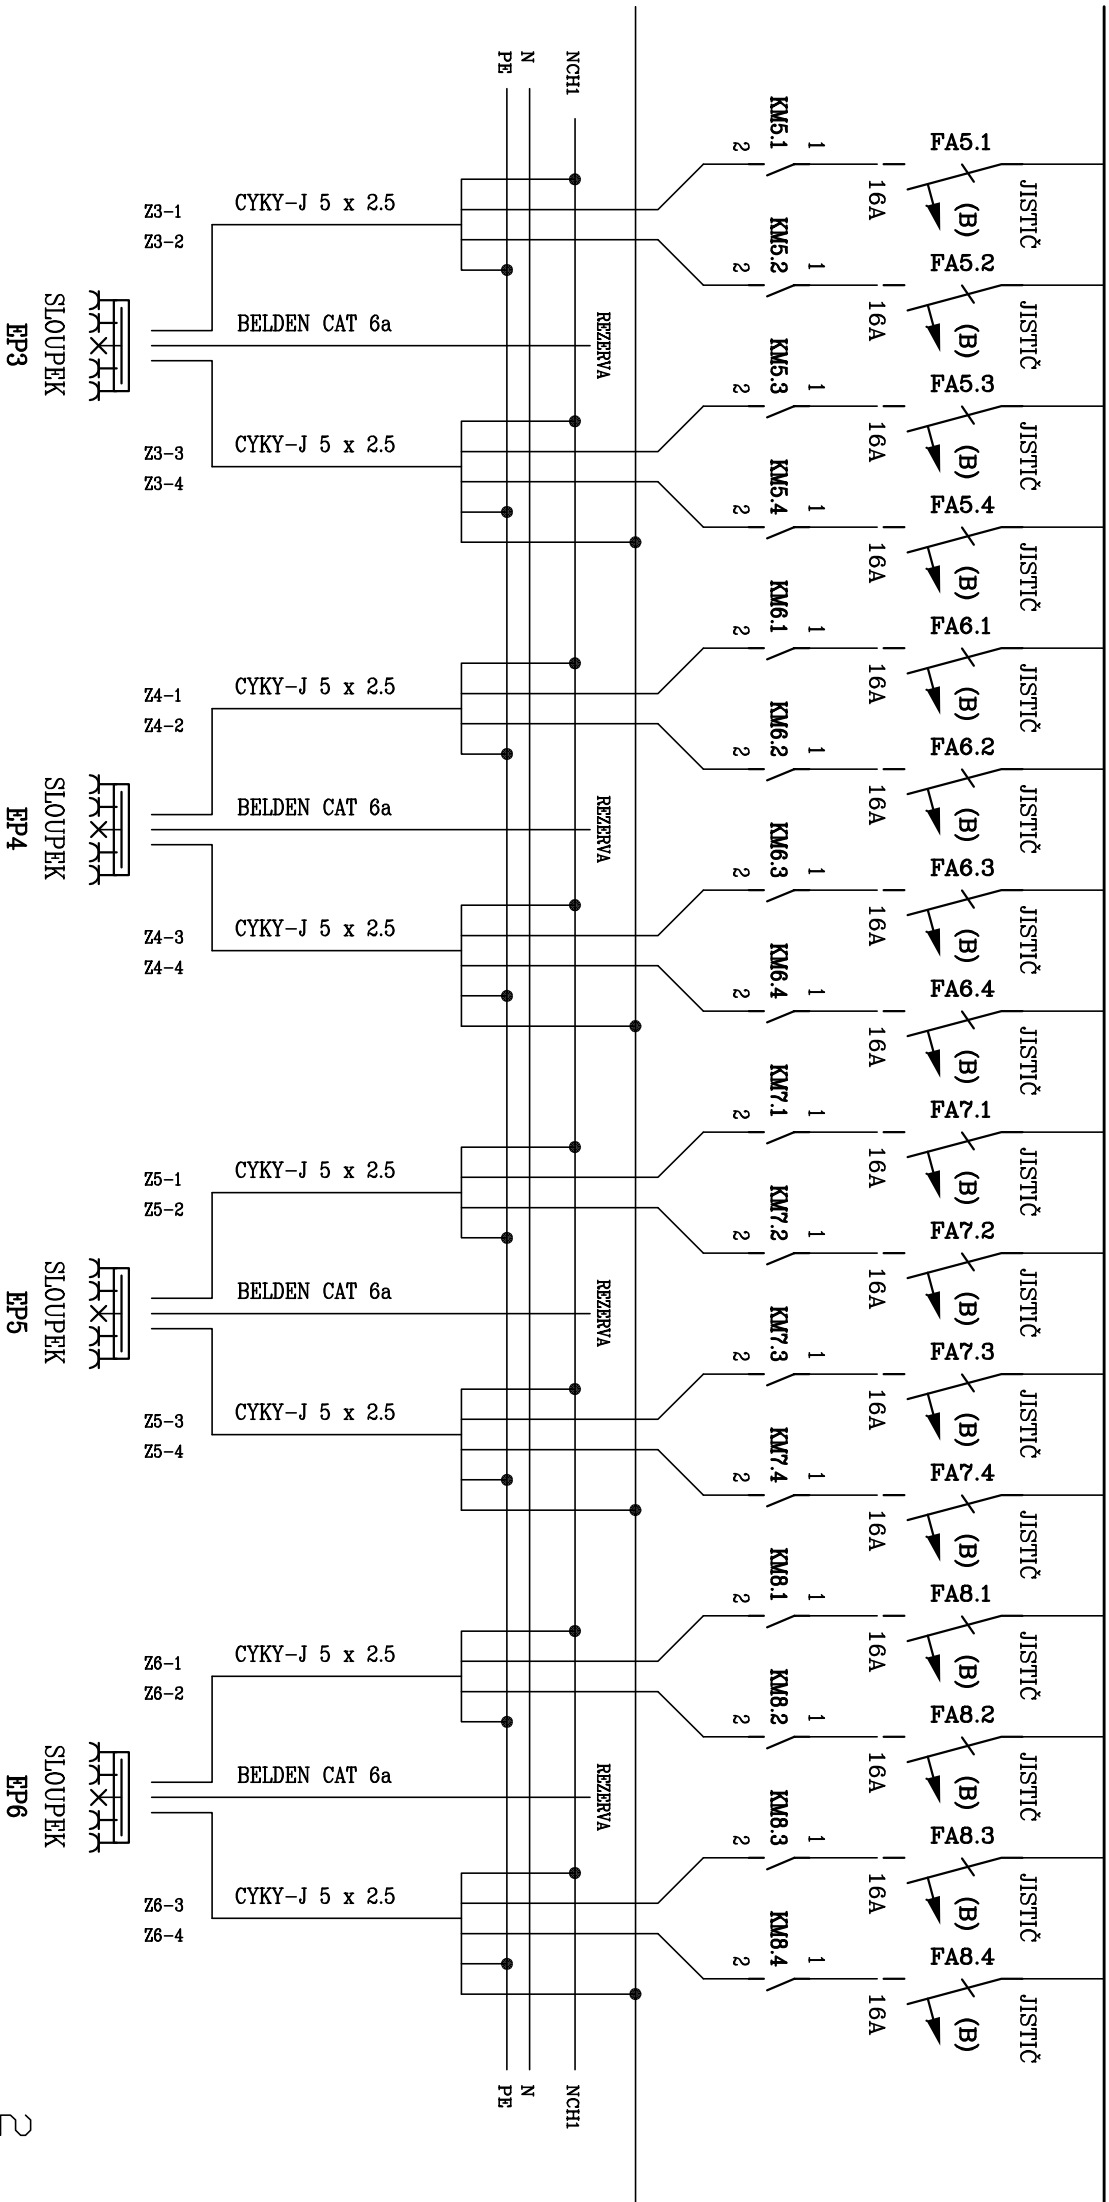 JISTIČ JISTIČ JISTIČ JISTIČ JISTIČ JISTIČ JISTIČ JISTIČ JISTIČ JISTIČ JISTIČ JISTIČ JISTIČ JISTIČ JISTIČ JISTIČ
FA5.1 FA5.2 FA5.3 FA5.4 FA6.1 FA6.2 FA6.3 FA6.4 FA7.1 FA7.2 FA7.3 FA7.4 FA8.1 FA8.2 FA8.3 FA8.4
(B) (B) (B) (B) (B) (B) (B) (B) (B) (B) (B) (B) (B) (B) (B) (B)
16A 16A 16A 16A 16A 16A 16A 16A 16A 16A 16A 16A 16A 16A 16A 16A
1 1 1 1 1 1 1 1 1 1 1 1 1 1 1 1
KM5.1 KM5.2 KM5.3 KM5.4 KM6.1 KM6.2 KM6.3 KM6.4 KM7.1 KM7.2 KM7.3 KM7.4 KM8.1 KM8.2 KM8.3 KM8.4
2 2 2 2 2 2 2 2 2 2 2 2 2 2 2 2
REZERVA REZERVA REZERVA REZERVA
NCH1 NCH1
N N
PE PE
CYKY-J 5 x 2.5 BELDEN CAT 6a CYKY-J 5 x 2.5 CYKY-J 5 x 2.5 BELDEN CAT 6a CYKY-J 5 x 2.5 CYKY-J 5 x 2.5 BELDEN CAT 6a CYKY-J 5 x 2.5 CYKY-J 5 x 2.5 BELDEN CAT 6a CYKY-J 5 x 2.5
Z3-1
Z3-2
Z3-3
Z3-4
Z4-1
Z4-2
Z4-3
Z4-4
Z5-1
Z5-2
Z5-3
Z5-4
Z6-1
Z6-2
Z6-3
Z6-4
SLOUPEK SLOUPEK SLOUPEK SLOUPEK
EP3 EP4 EP5 EP6
2